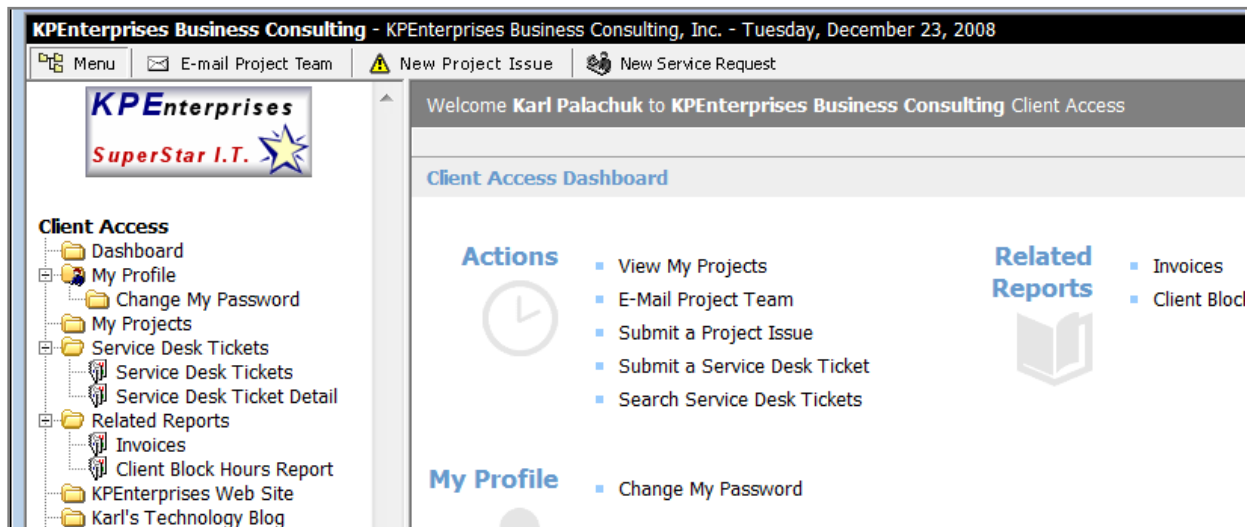 KPEnterprises Business Consulting - KPEnterprises Business Consulting, Inc. - Tuesday, December 23, 2008
Menu E-mail Project Team New Project Issue New Service Request
KPEnterprises
SuperStar I.T.
Client Access
Dashboard
My Profile
Change My Password
My Projects
Service Desk Tickets
Service Desk Tickets
Service Desk Ticket Detail
Related Reports
Invoices
Client Block Hours Report
KPEnterprises Web Site
Karl's Technology Blog
Welcome Karl Palachuk to KPEnterprises Business Consulting Client Access
Client Access Dashboard
Actions
View My Projects
E-Mail Project Team
Submit a Project Issue
Submit a Service Desk Ticket
Search Service Desk Tickets
Related
Reports
Invoices
Client Bloc
My Profile
Change My Password